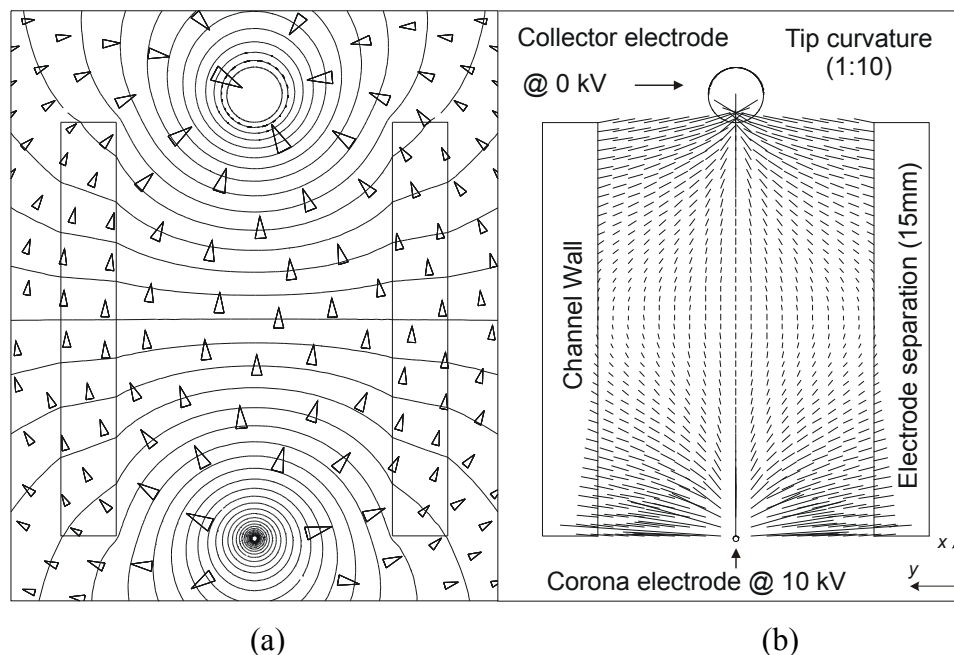 Collector electrode
@ 0 kV
Tip curvature
(1:10)
Channel Wall
Electrode separation (15mm)
x
y
Corona electrode @ 10 kV
(a)
(b)